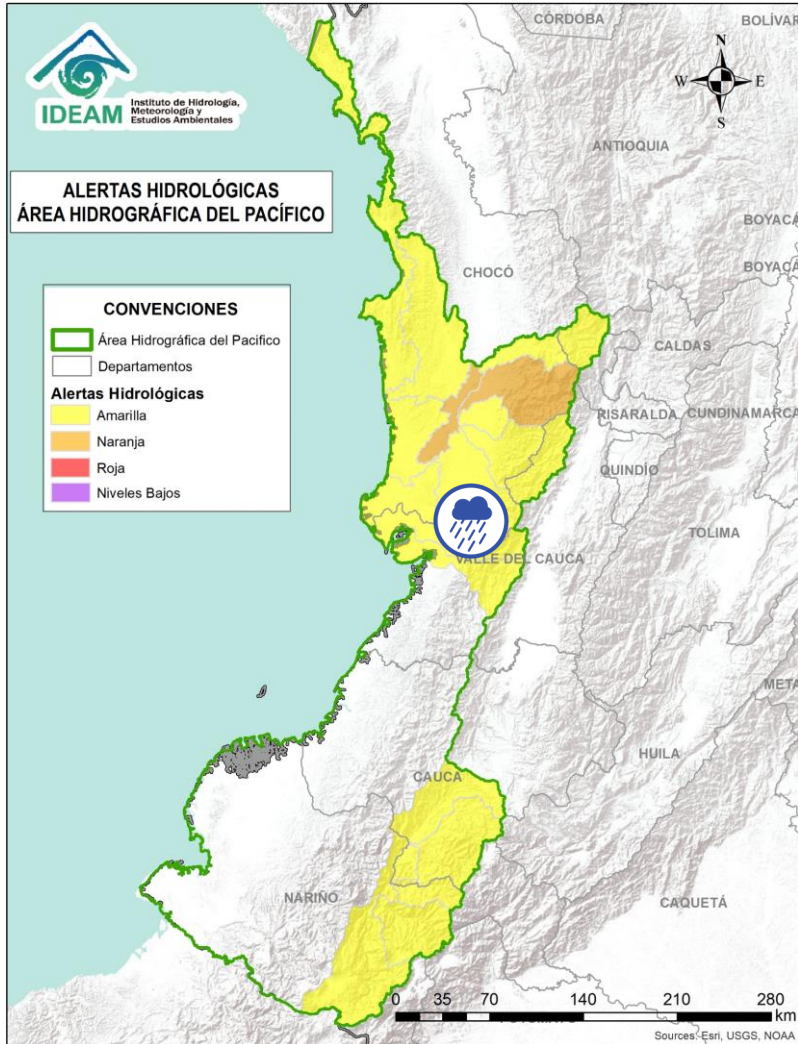 CÓRDOBA
BOLÍVAR
N
W
E
S
IDEAM
Instituto de Hidrología,
Meteorología y
Estudios Ambientales
ANTIOQUIA
ALERTAS HIDROLÓGICAS
ÁREA HIDROGRÁFICA DEL PACÍFICO
BOYACÁ
BOYACÁ
CHOCÓ
CONVENCIONES
Área Hidrográfica del Pacífico
Departamentos
Alertas Hidrológicas
Amarilla
Naranja
Roja
Niveles Bajos
CALDAS
RISARALDA
CUNDINAMARCA
QUINDÍO
TOLIMA
VALLE DEL CAUCA
META
HUILA
CAUCA
NARIÑO
CAQUETÁ
0 35 70 140 210 280
km
Sources: Esri, USGS, NOAA